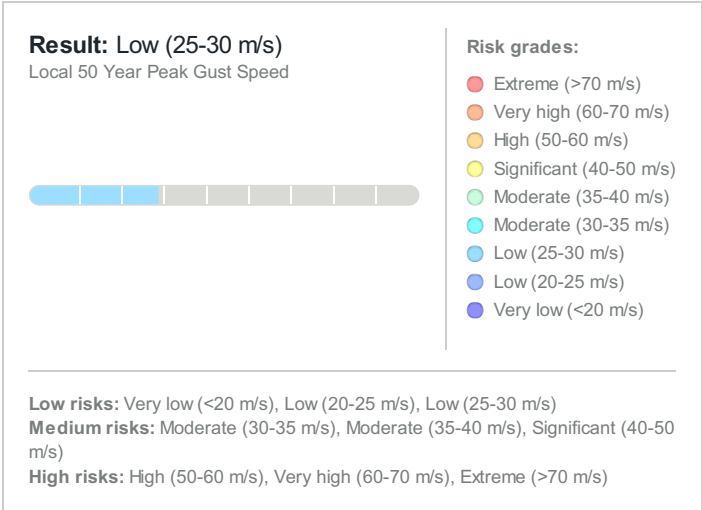 Result: Low (25-30 m/s)
Local 50 Year Peak Gust Speed
Risk grades:
Extreme (>70 m/s)
Very high (60-70 m/s)
High (50-60 m/s)
Significant (40-50 m/s)
Moderate (35-40 m/s)
Moderate (30-35 m/s)
Low (25-30 m/s)
Low (20-25 m/s)
Very low (<20 m/s)
Low risks: Very low (<20 m/s), Low (20-25 m/s), Low (25-30 m/s)
Medium risks: Moderate (30-35 m/s), Moderate (35-40 m/s), Significant (40-50
m/s)
High risks: High (50-60 m/s), Very high (60-70 m/s), Extreme (>70 m/s)